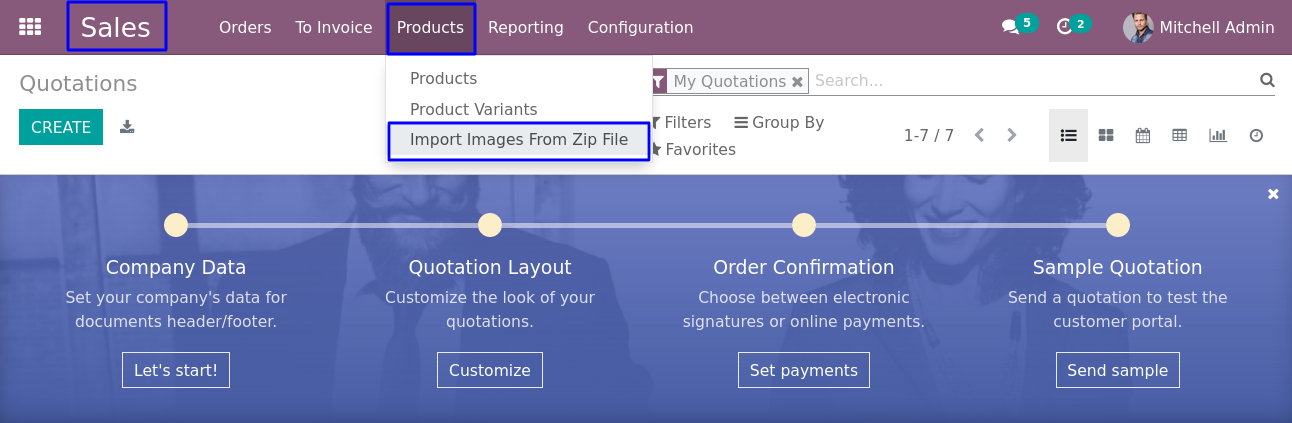 Sales Orders To Invoice Products Reporting Configuration 5 2 Mitchell Admin
Quotations
Products
Product Variants
Import Images From Zip File
My Quotations Search...
CREATE
Filters Group By
Favorites
1-7 / 7
Company Data
Set your company's data for
documents header/footer.
Let's start!
Quotation Layout
Customize the look of your
quotations.
Customize
Order Confirmation
Choose between electronic
signatures or online payments.
Set payments
Sample Quotation
Send a quotation to test the
customer portal.
Send sample